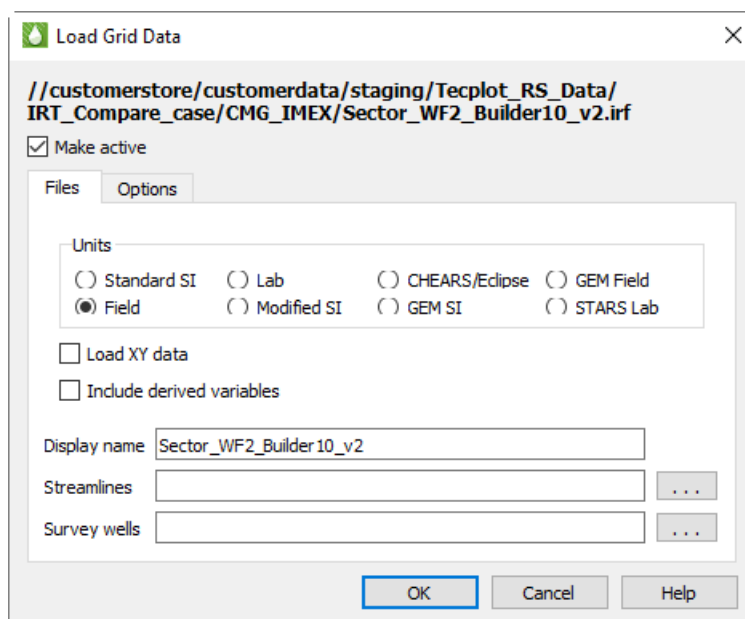 Load Grid Data
//customerstore/customerdata/staging/Tecplot_RS_Data/
IRT_Compare_case/CMG_IMEX/Sector_WF2_Builder10_v2.irf
Make active
Files Options
Units
Standard SI Lab CHEARS/Eclipse GEM Field
Field Modified SI GEM SI STARS Lab
Load XY data
Include derived variables
Display name Sector_WF2_Builder10_v2
Streamlines ...
Survey wells ...
OK Cancel Help